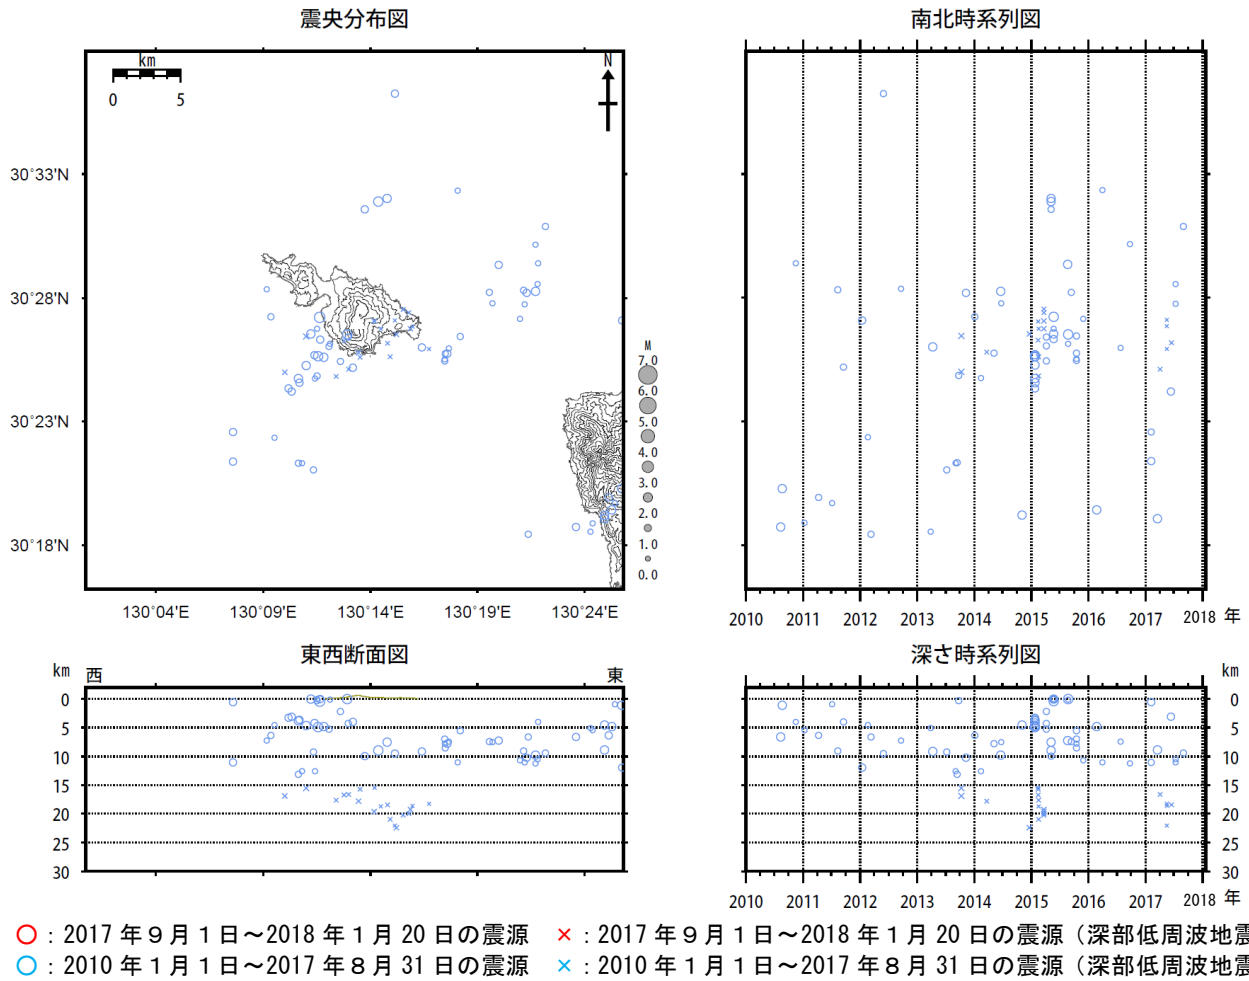 震央分布図
km
0 5
N
30°33'N
30°28'N
30°23'N
30°18'N
130°04'E 130°09'E 130°14'E 130°19'E 130°24'E
M
7.0
6.0
5.0
4.0
3.0
2.0
1.0
0.0
南北時系列図
2010 2011 2012 2013 2014 2015 2016 2017 2018 年
東西断面図
km 西 東
0
5
10
15
20
25
30
深さ時系列図
km
0
5
10
15
20
25
30
2010 2011 2012 2013 2014 2015 2016 2017 2018 年
○：2017 年９月１日～2018 年１月 20 日の震源 ×：2017 年９月１日～2018 年１月 20 日の震源（深部低周波地震
○：2010 年１月１日～2017 年８月 31 日の震源 ×：2010 年１月１日～2017 年８月 31 日の震源（深部低周波地震